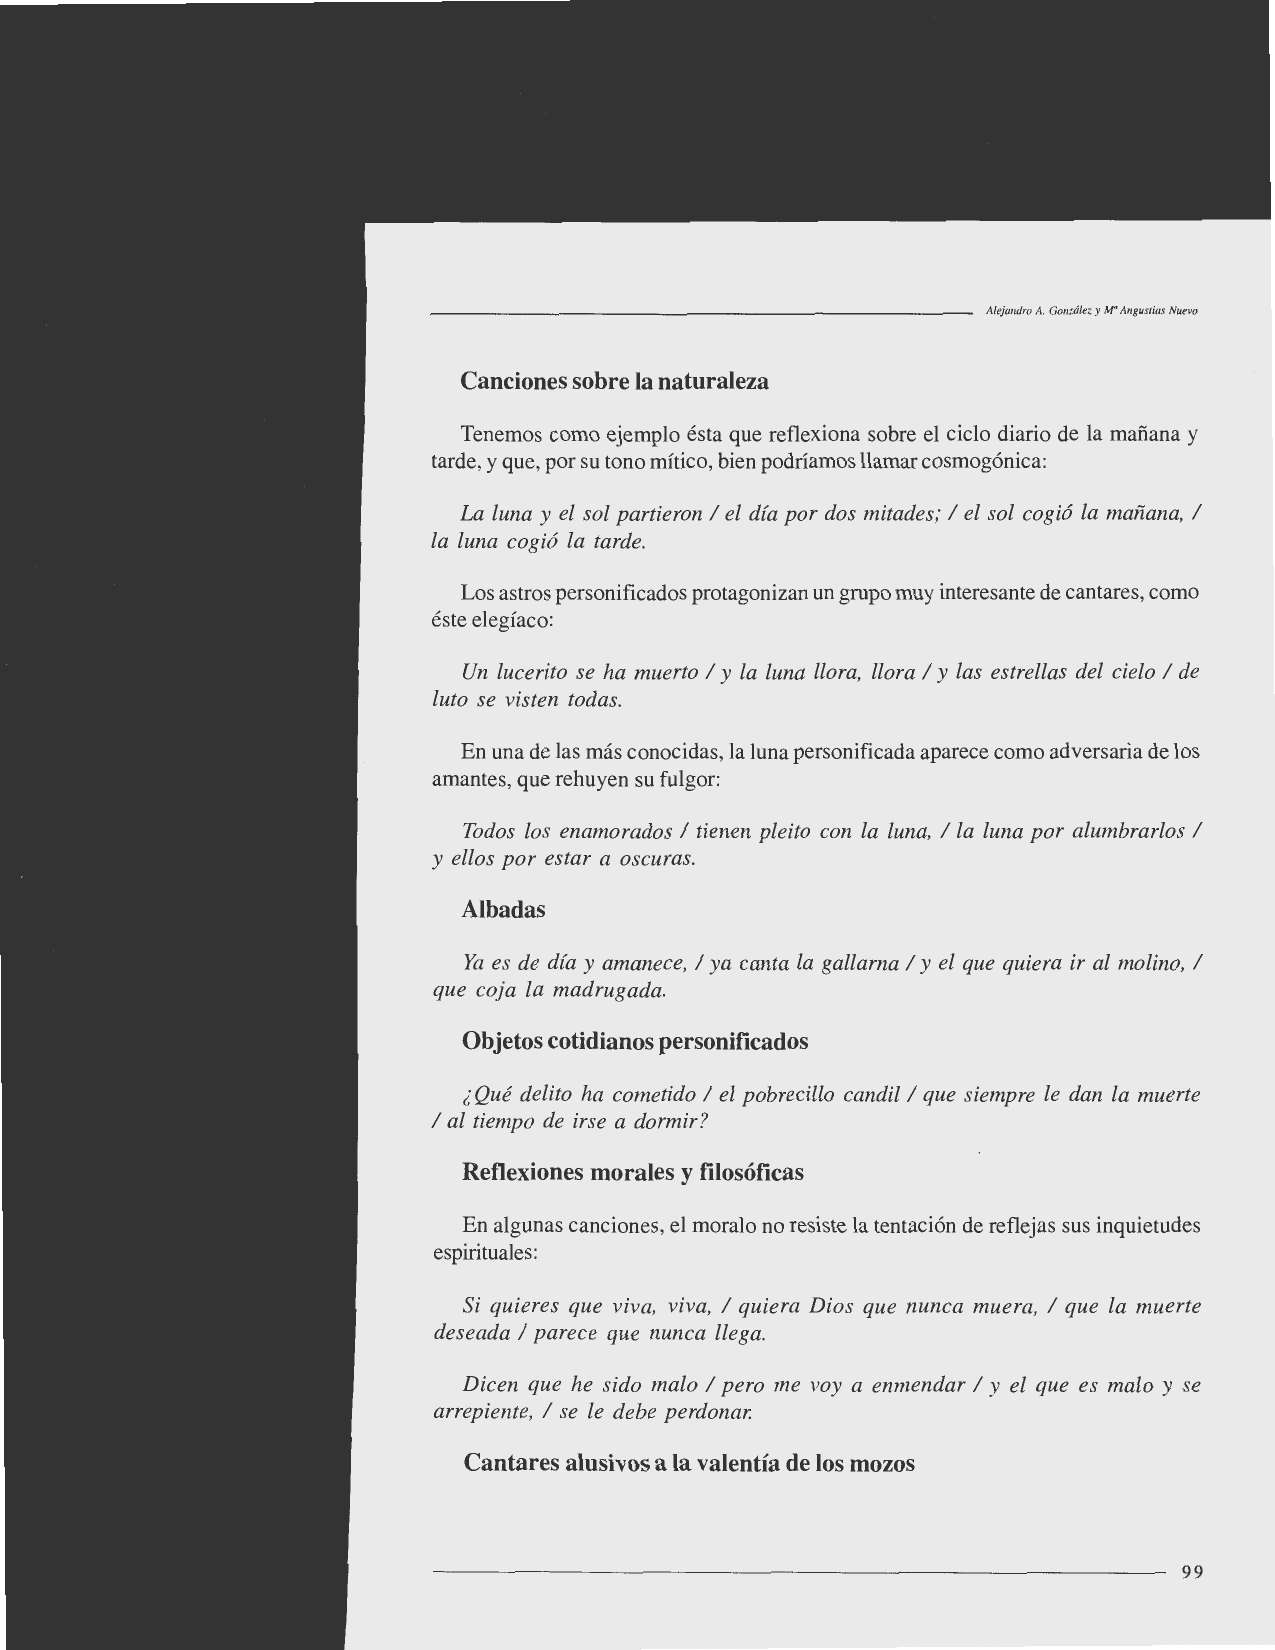 Alejandro A. González y Mª Angustias Nuevo
Canciones sobre la naturaleza
Tenemos como ejemplo ésta que reflexiona sobre el ciclo diario de la mañana y
tarde, y que, por su tono mítico, bien podríamos llamar cosmogónica:
La luna y el sol partieron / el día por dos mitades; / el sol cogió la mañana, /
la luna cogió la tarde.
Los astros personificados protagonizan un grupo muy interesante de cantares, como
éste elegíaco:
Un lucerito se ha muerto / y la luna llora, llora / y las estrellas del cielo / de
luto se visten todas.
En una de las más conocidas, la luna personificada aparece como adversaria de los
amantes, que rehuyen su fulgor:
Todos los enamorados / tienen pleito con la luna, / la luna por alumbrarlos /
y ellos por estar a oscuras.
Albadas
Ya es de día y amanece, / ya canta la gallarna / y el que quiera ir al molino, /
que coja la madrugada.
Objetos cotidianos personificados
¿Qué delito ha cometido / el pobrecillo candil / que siempre le dan la muerte
/ al tiempo de irse a dormir?
Reflexiones morales y filosóficas
En algunas canciones, el moralo no resiste la tentación de reflejas sus inquietudes
espirituales:
Si quieres que viva, viva, / quiera Dios que nunca muera, / que la muerte
deseada / parece que nunca llega.
Dicen que he sido malo / pero me voy a enmendar / y el que es malo y se
arrepiente, / se le debe perdonar.
Cantares alusivos a la valentía de los mozos
99